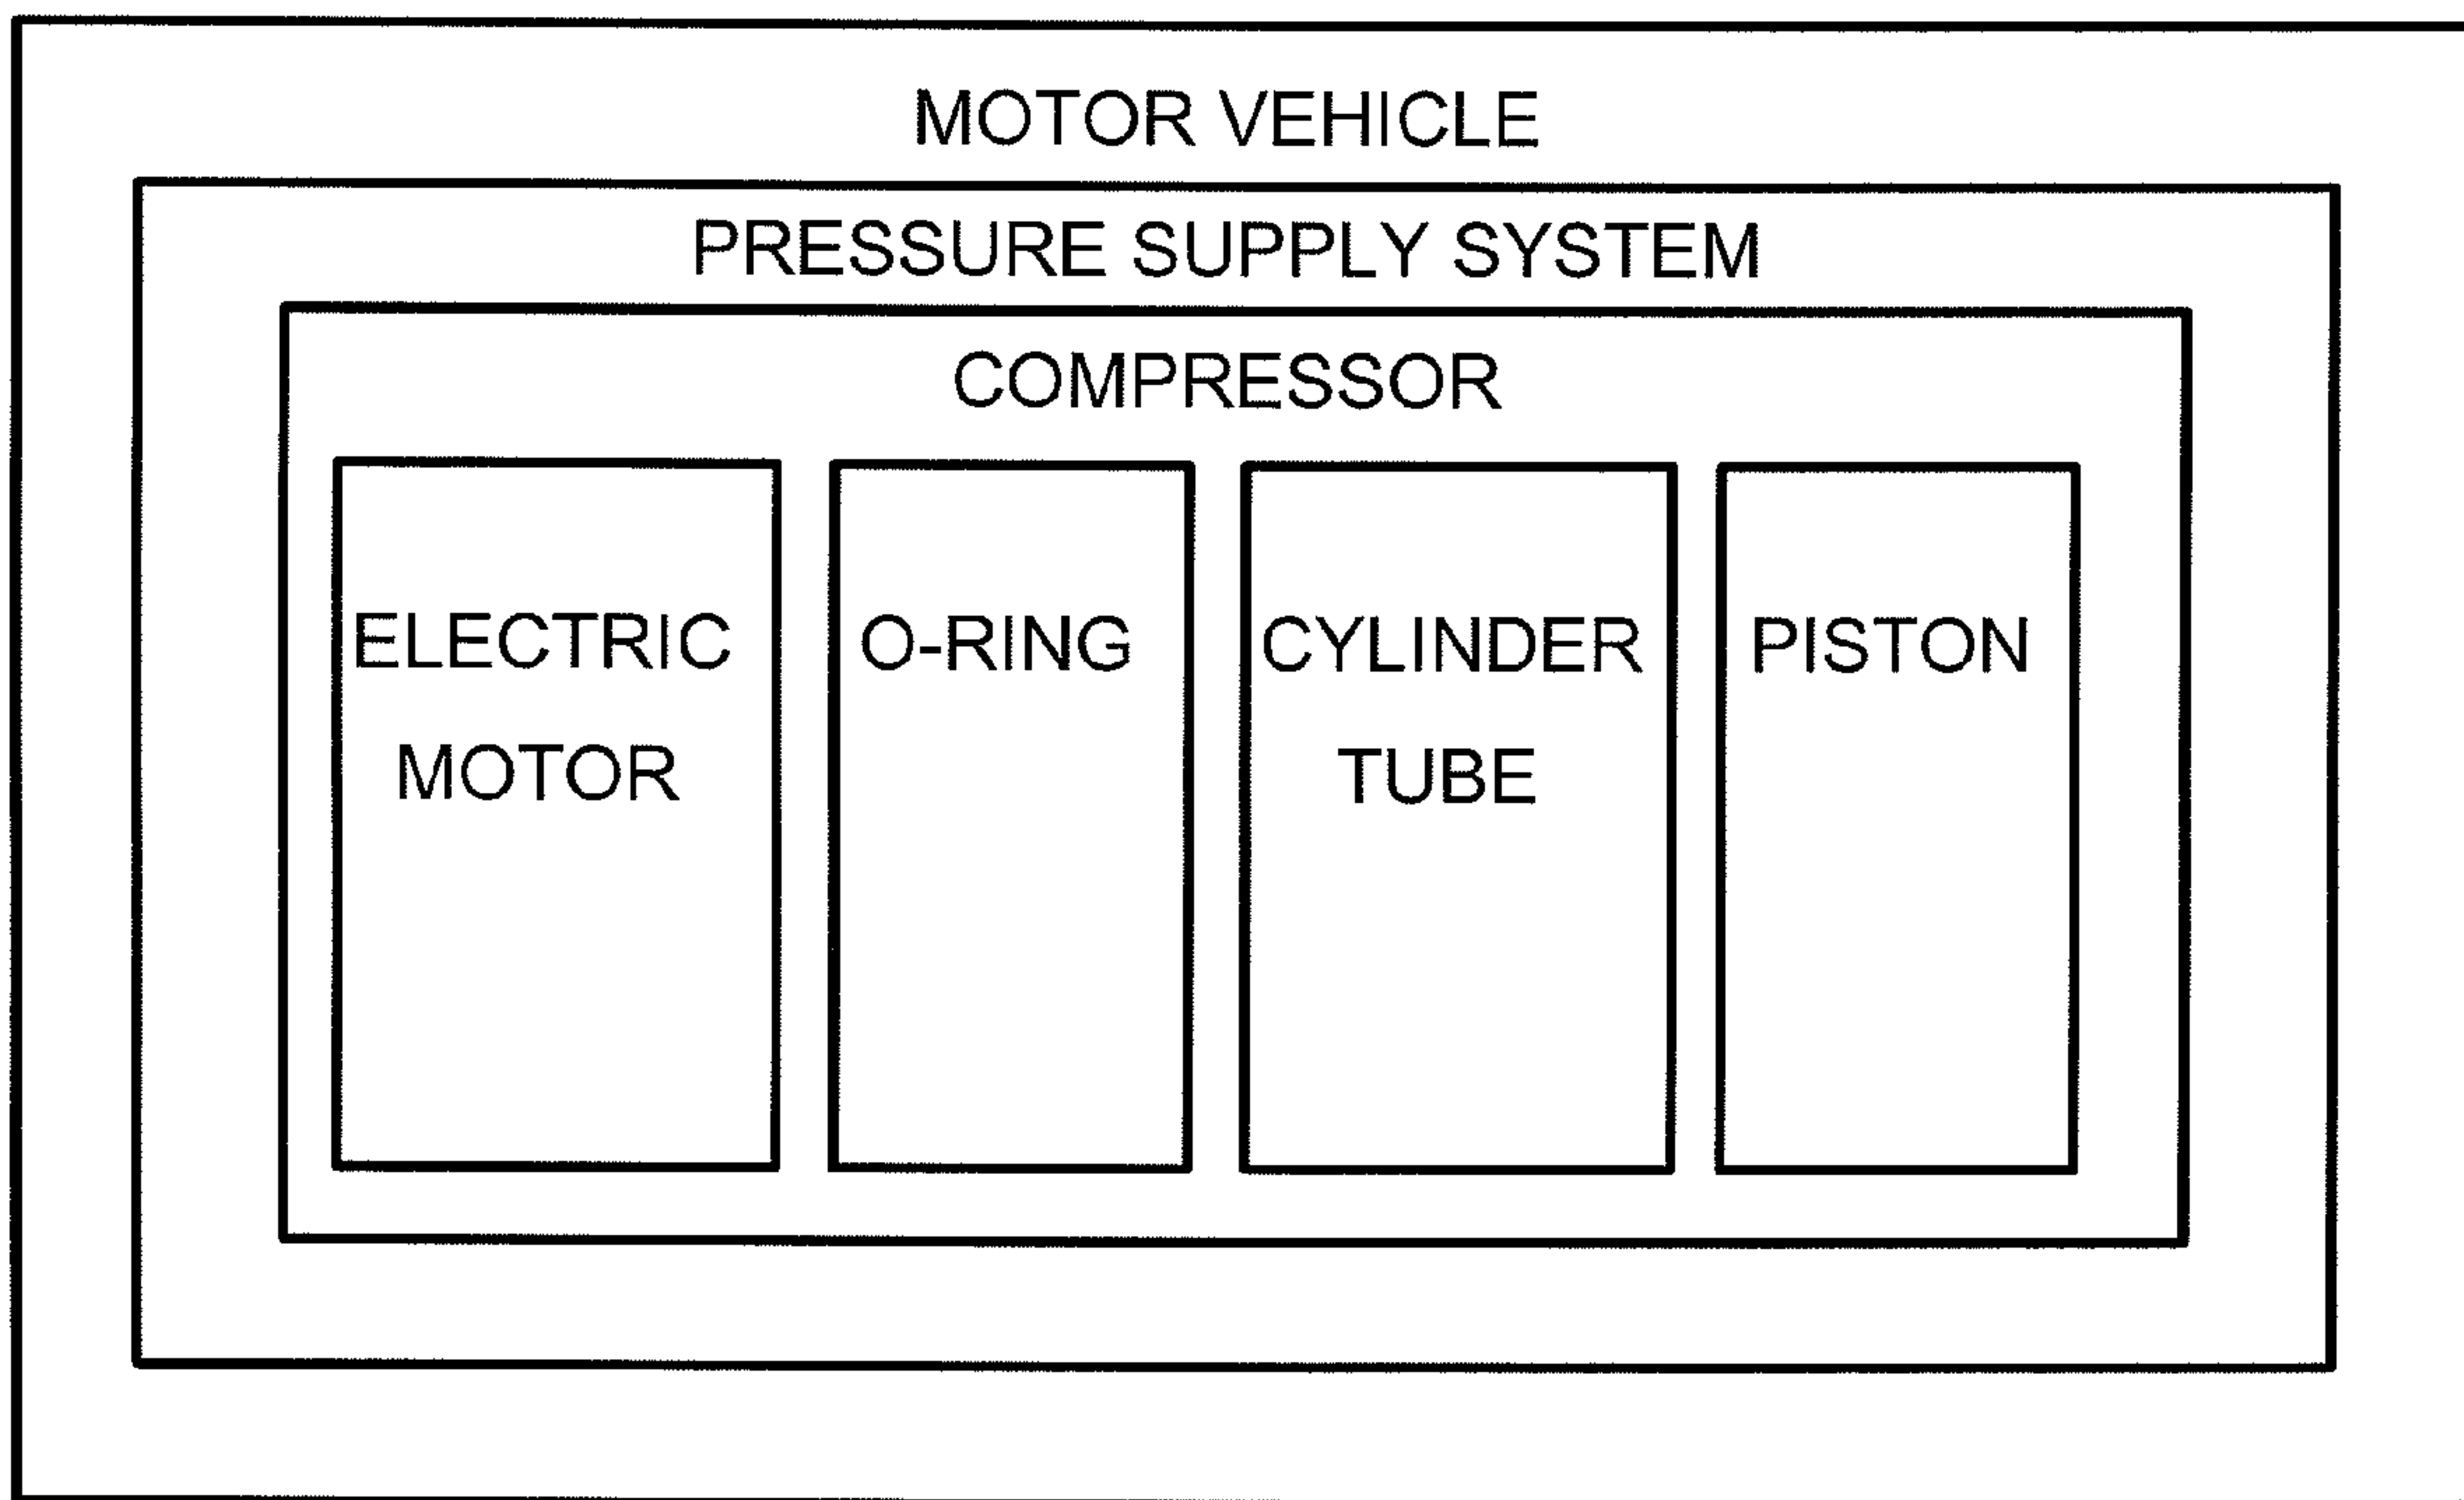 MOTOR VEHICLE
PRESSURE SUPPLY SYSTEM
COMPRESSOR
ELECTRIC
MOTOR
O-RING
CYLINDER
TUBE
PISTON